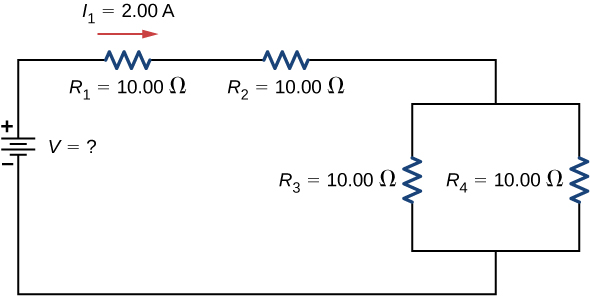 I₁ = 2.00 A
R₁ = 10.00 Ω
R₂ = 10.00 Ω
+
V = ?
−
R₃ = 10.00 Ω
R₄ = 10.00 Ω